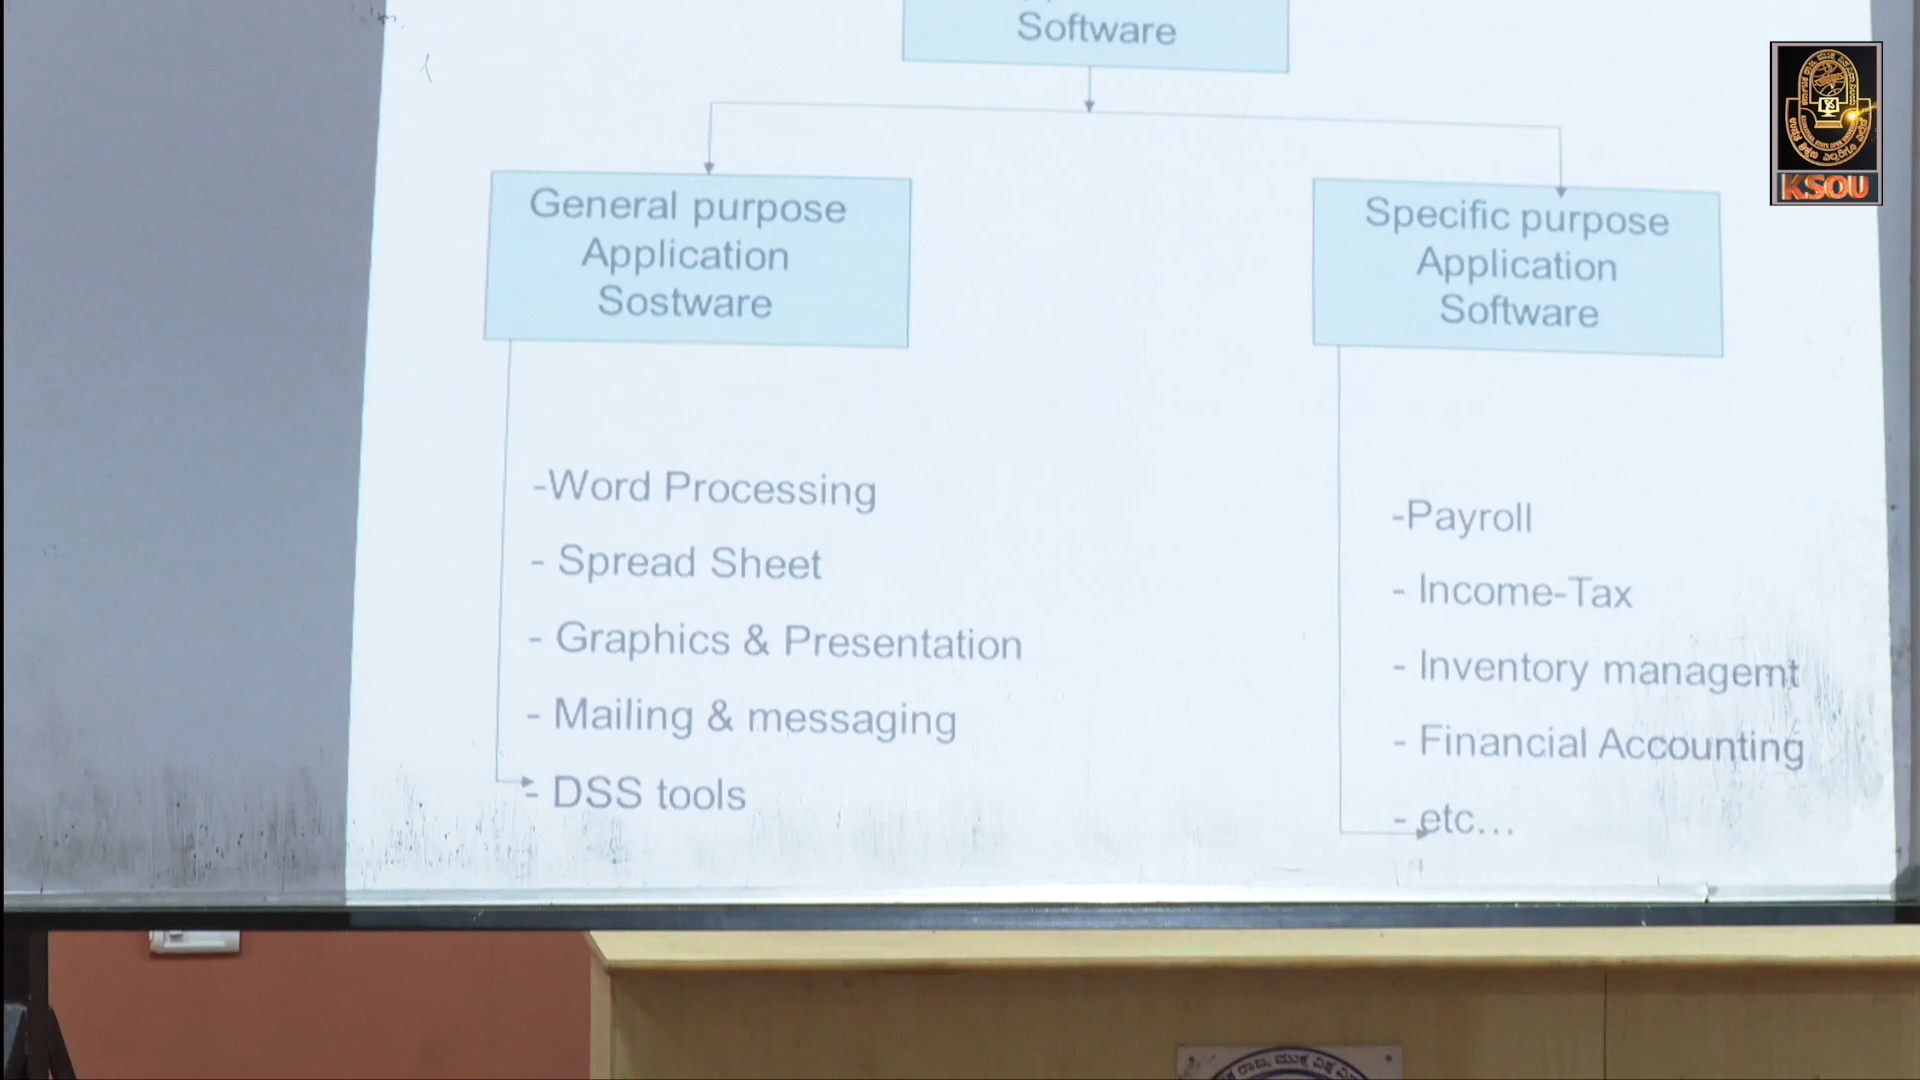 Software
General purpose
Application
Sostware
Specific purpose
Application
Software
-Word Processing
- Spread Sheet
- Graphics & Presentation
- Mailing & messaging
- DSS tools
-Payroll
- Income-Tax
- Inventory managemt
- Financial Accounting
- etc...
KSOU